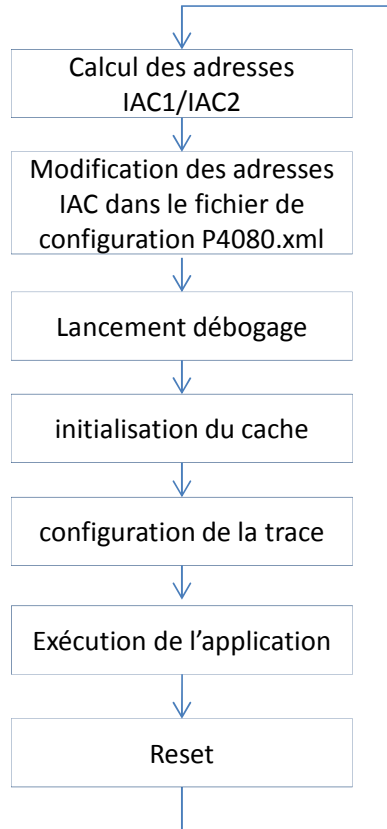 Calcul des adresses
IAC1/IAC2
Modification des adresses
IAC dans le fichier de
configuration P4080.xml
Lancement débogage
initialisation du cache
configuration de la trace
Exécution de l’application
Reset